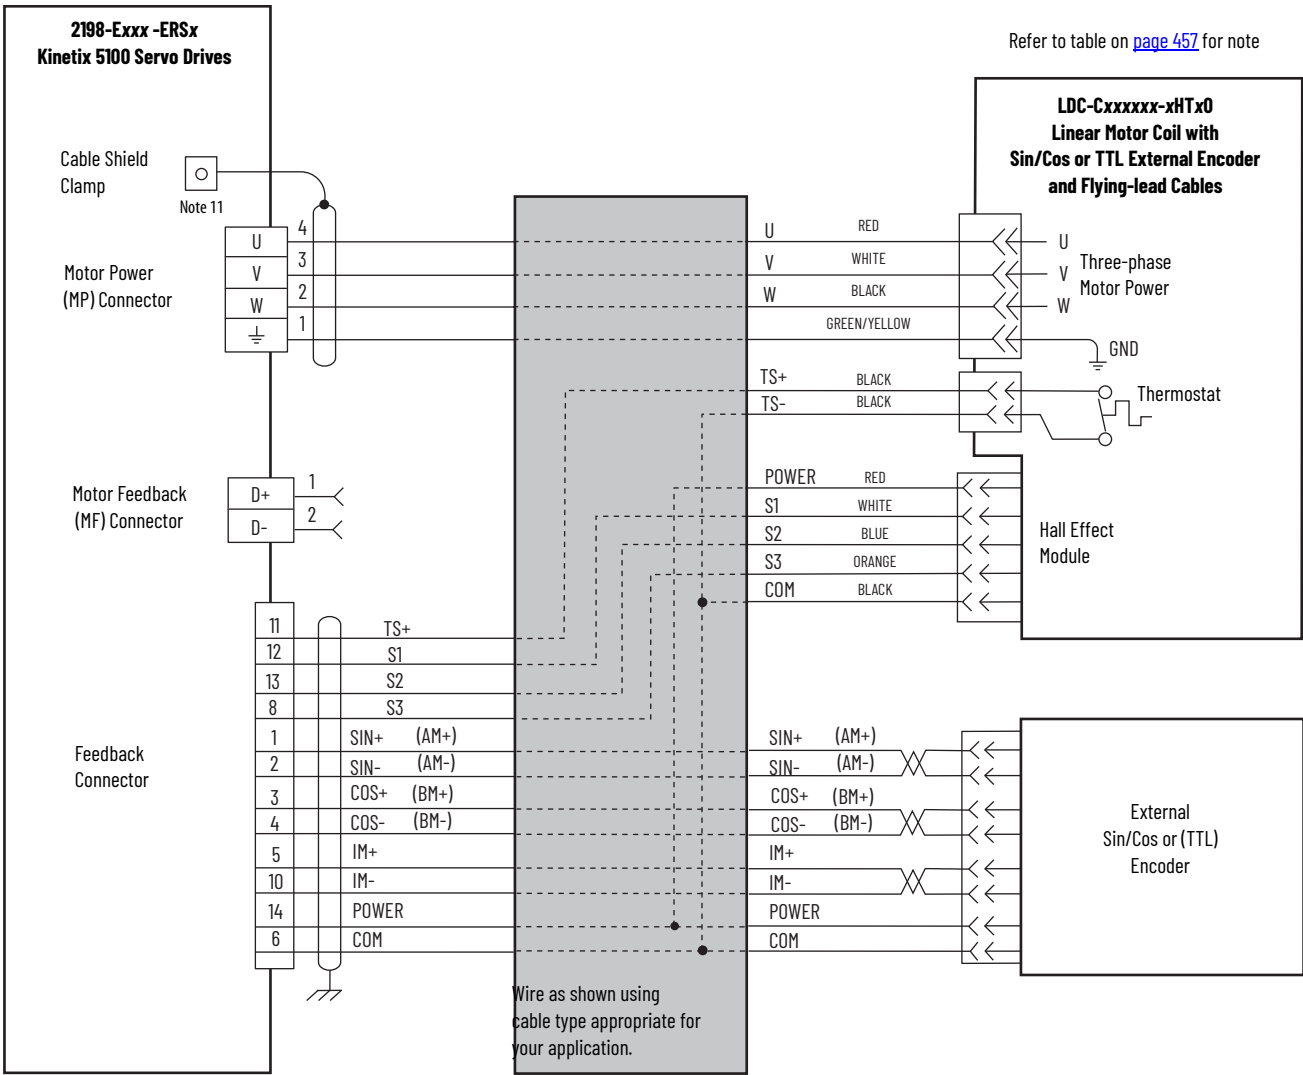 2198-Exxx -ERSx
Kinetix 5100 Servo Drives
Refer to table on page 457 for note
LDC-Cxxxxxx-xHTx0
Linear Motor Coil with
Sin/Cos or TTL External Encoder
and Flying-lead Cables
Cable Shield
Clamp
Note 11
Motor Power
(MP) Connector
U
V
W
4
3
2
1
U
V
W
RED
WHITE
BLACK
GREEN/YELLOW
U
V
W
Three-phase
Motor Power
GND
TS+
TS-
BLACK
BLACK
Thermostat
Motor Feedback
(MF) Connector
D+
D-
1
2
POWER
S1
S2
S3
COM
RED
WHITE
BLUE
ORANGE
BLACK
Hall Effect
Module
Feedback
Connector
11
12
13
8
1
2
3
4
5
10
14
6
TS+
S1
S2
S3
SIN+ (AM+)
SIN- (AM-)
COS+ (BM+)
COS- (BM-)
IM+
IM-
POWER
COM
SIN+ (AM+)
SIN- (AM-)
COS+ (BM+)
COS- (BM-)
IM+
IM-
POWER
COM
External
Sin/Cos or (TTL)
Encoder
Wire as shown using
cable type appropriate for
your application.